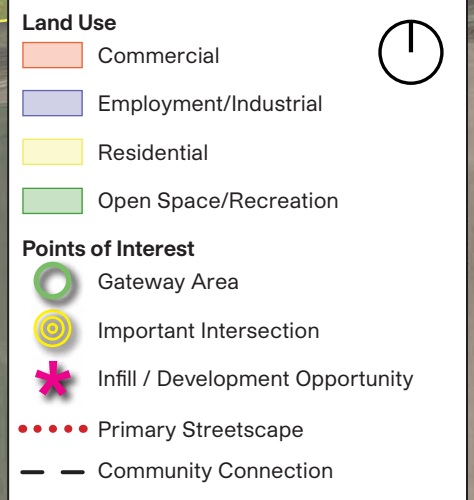 Land Use
Commercial
Employment/Industrial
Residential
Open Space/Recreation
Points of Interest
Gateway Area
Important Intersection
Infill / Development Opportunity
Primary Streetscape
Community Connection